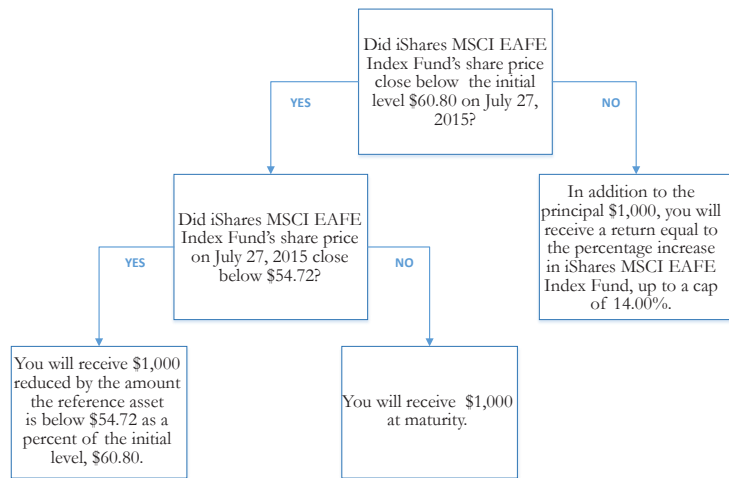 Did iShares MSCI EAFE
Index Fund's share price
close below the initial
level $60.80 on July 27,
2015?
YES
NO
Did iShares MSCI EAFE
Index Fund's share price
on July 27, 2015 close
below $54.72?
In addition to the
principal $1,000, you will
receive a return equal to
the percentage increase
in iShares MSCI EAFE
Index Fund, up to a cap
of 14.00%.
YES
NO
You will receive $1,000
reduced by the amount
the reference asset
is below $54.72 as a
percent of the initial
level, $60.80.
You will receive $1,000
at maturity.